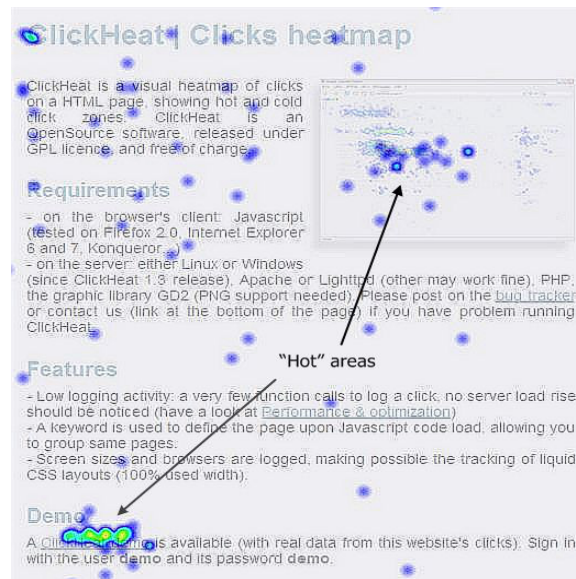 ClickHeat | Clicks heatmap
ClickHeat is a visual heatmap of clicks
on a HTML page, showing hot and cold
click zones. ClickHeat is an
OpenSource software, released under
GPL licence, and free of charge.
Requirements
- on the browser's client: Javascript
(tested on Firefox 2.0, Internet Explorer
6 and 7, Konqueror...)
- on the server: either Linux or Windows
(since ClickHeat 1.3 release), Apache or Lighttpd (other may work fine), PHP,
the graphic library GD2 (PNG support needed). Please post on the bug tracker
or contact us (link at the bottom of the page) if you have problem running
ClickHeat.
"Hot" areas
Features
- Low logging activity: a very few function calls to log a click, no server load rise
should be noticed (have a look at Performance & optimization)
- A keyword is used to define the page upon Javascript code load, allowing you
to group same pages.
- Screen sizes and browsers are logged, making possible the tracking of liquid
CSS layouts (100% used width).
Demo
A ClickHeat demo is available (with real data from this website's clicks). Sign in
with the user demo and its password demo.